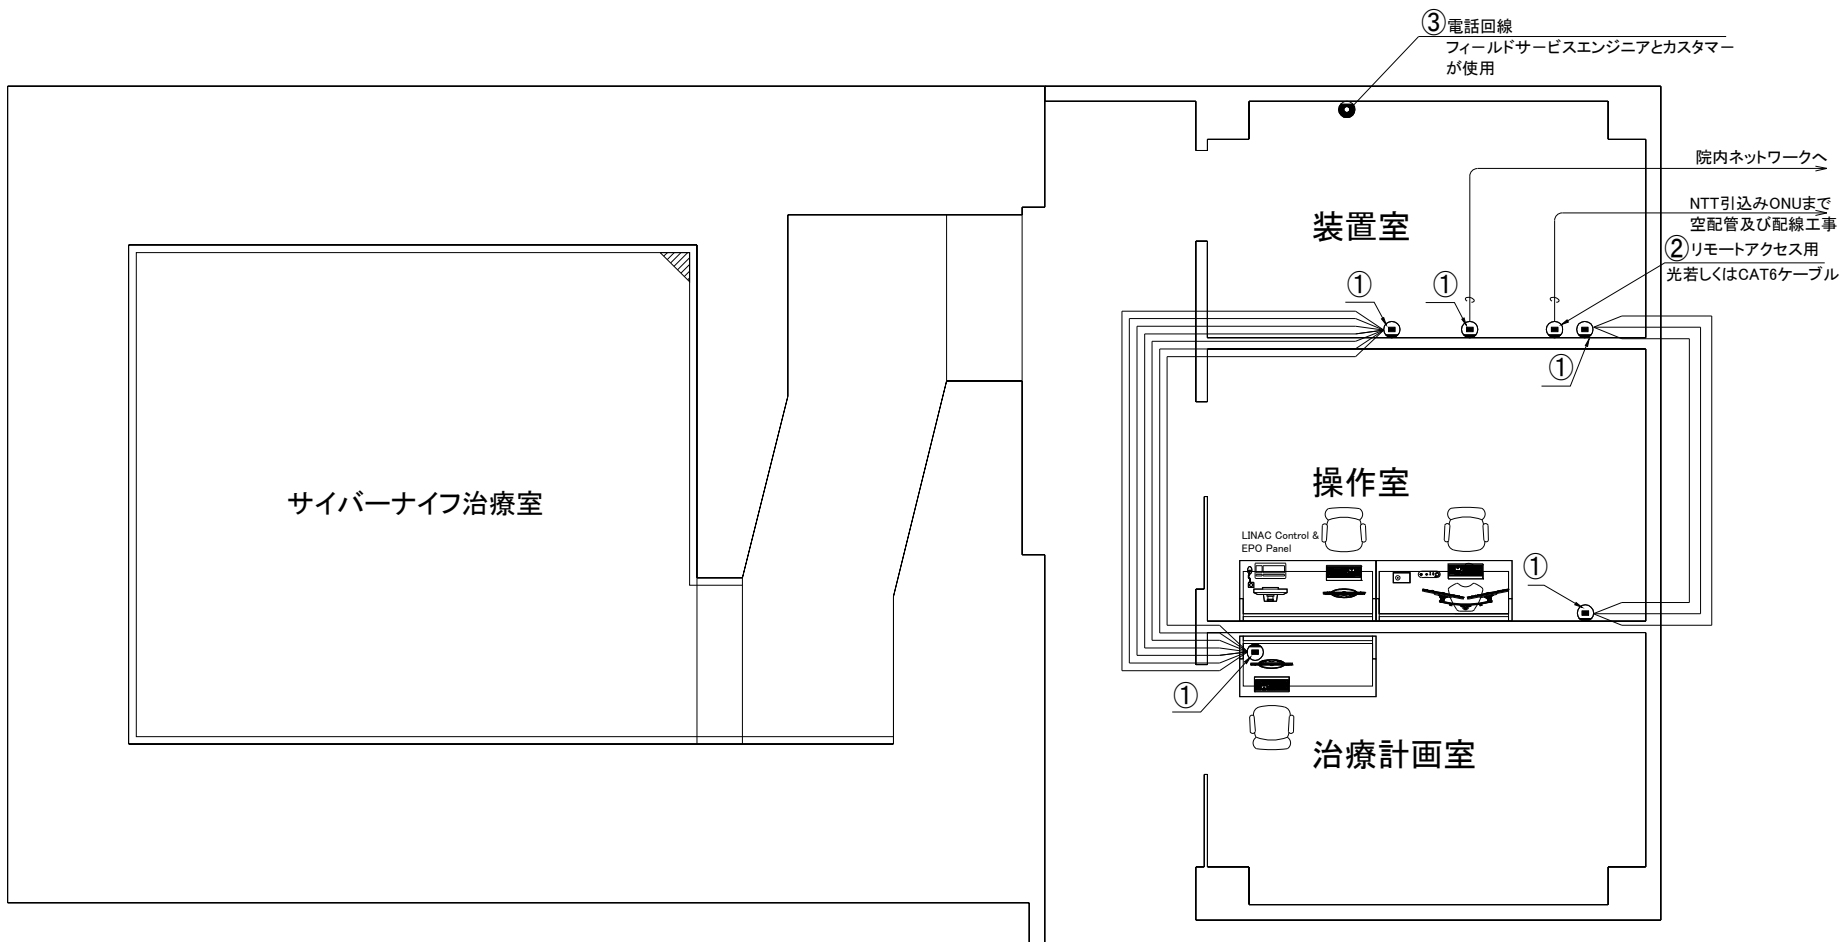 ③電話回線
フィールドサービスエンジニアとカスタマー
が使用
院内ネットワークへ
NTT引込みONUまで
空配管及び配線工事
②リモートアクセス用
光若しくはCAT6ケーブル
装置室
①
①
①
サイバーナイフ治療室
操作室
LINAC Control &
EPO Panel
①
①
治療計画室